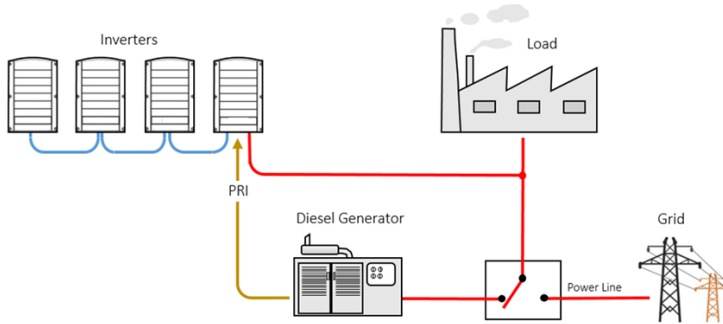 Inverters
Load
PRI
Diesel Generator
Grid
Power Line